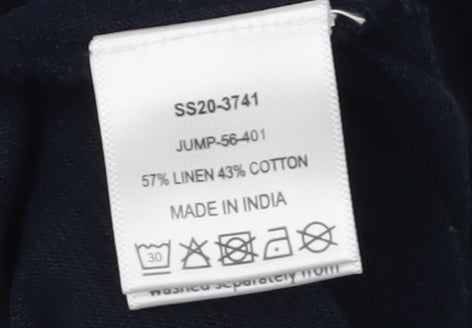 SS20-3741
JUMP-56-401
57% LINEN 43% COTTON
MADE IN INDIA
30
washed separately from